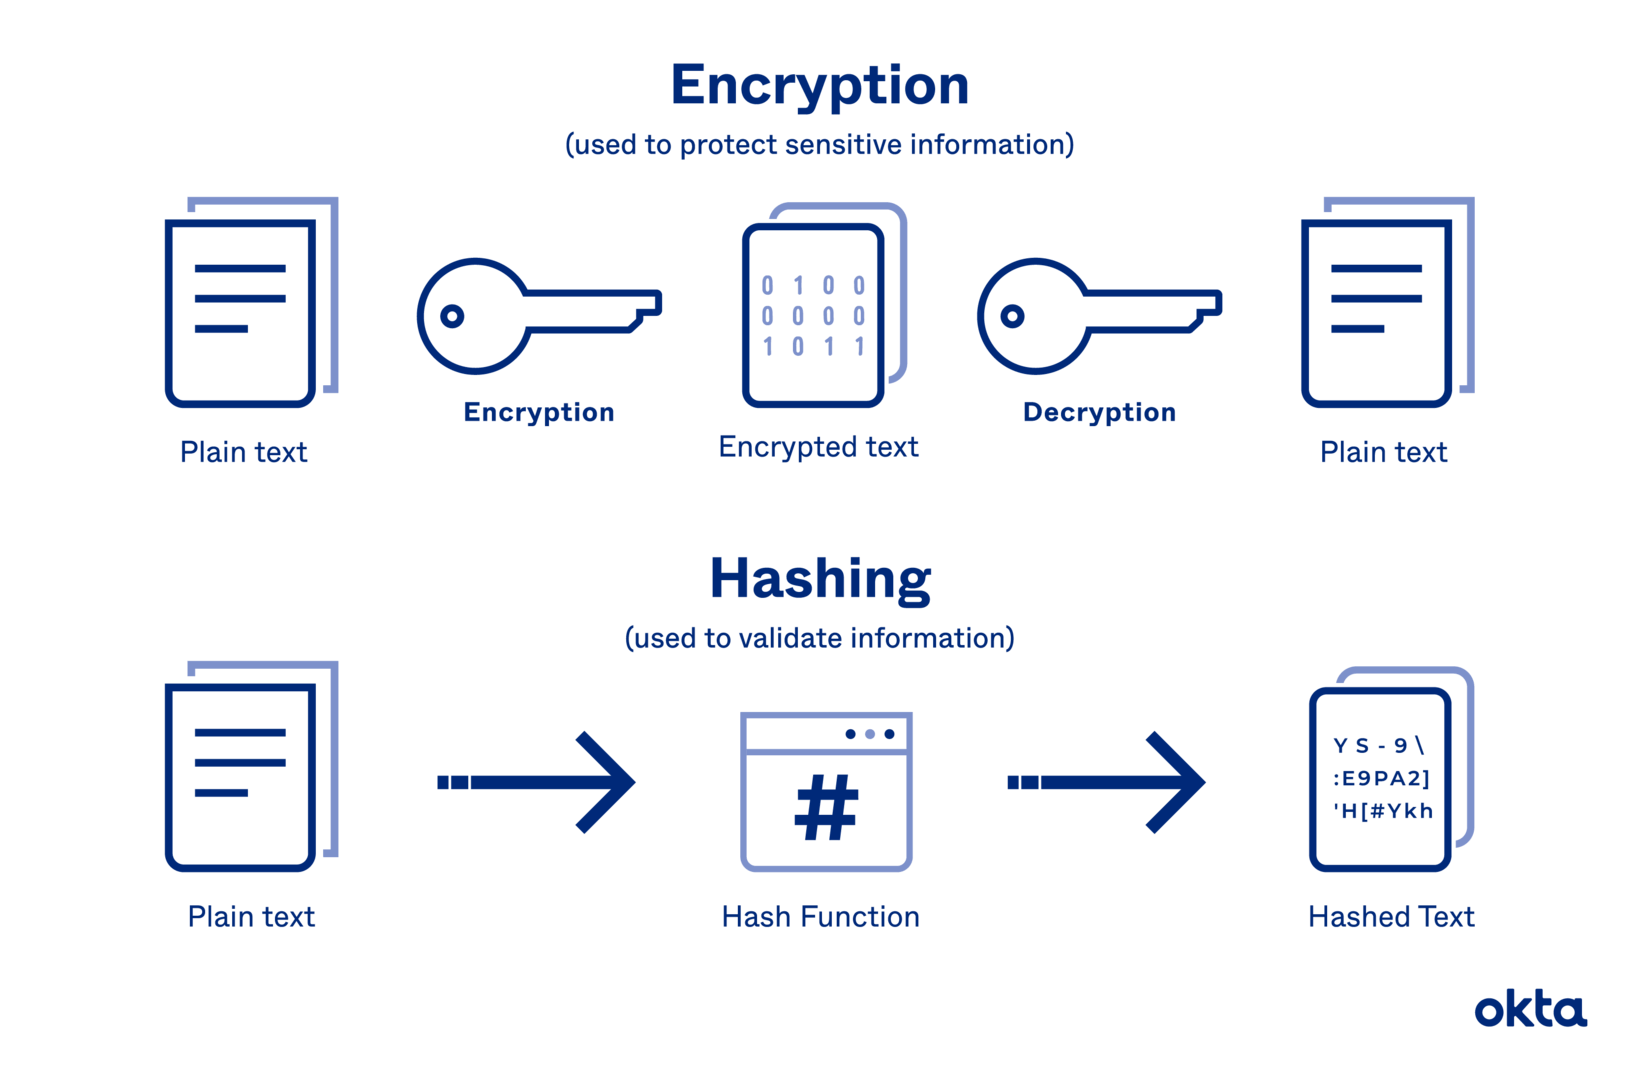 Encryption
(used to protect sensitive information)
0 1 0 0
0 0 0 0
1 0 1 1
Encryption
Decryption
Plain text
Encrypted text
Plain text
Hashing
(used to validate information)
#
Y S - 9 \
:E9PA2]
'H[#Ykh
Plain text
Hash Function
Hashed Text
okta